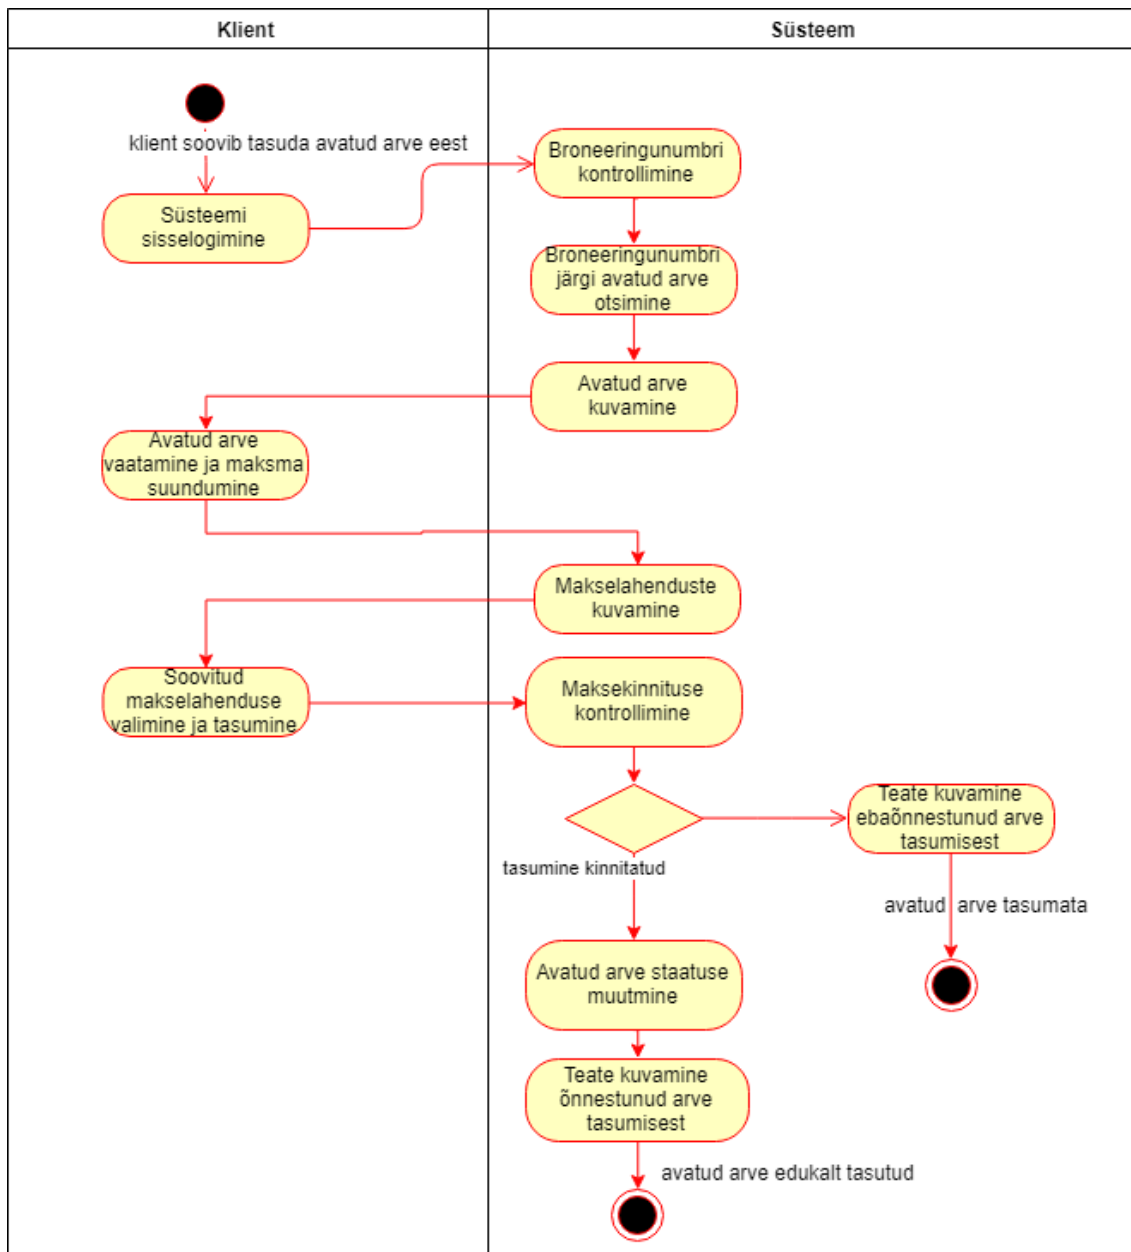 Klient
Süsteem
klient soovib tasuda avatud arve eest
Broneeringunumbri
kontrollimine
Süsteemi
sisselogimine
Broneeringunumbri
järgi avatud arve
otsimine
Avatud arve
kuvamine
Avatud arve
vaatamine ja maksma
suundumine
Makselahenduste
kuvamine
Soovitud
makselahenduse
valimine ja tasumine
Maksekinnituse
kontrollimine
Teate kuvamine
ebaõnnestunud arve
tasumisest
tasumine kinnitatud
avatud arve tasumata
Avatud arve staatuse
muutmine
Teate kuvamine
õnnestunud arve
tasumisest
avatud arve edukalt tasutud